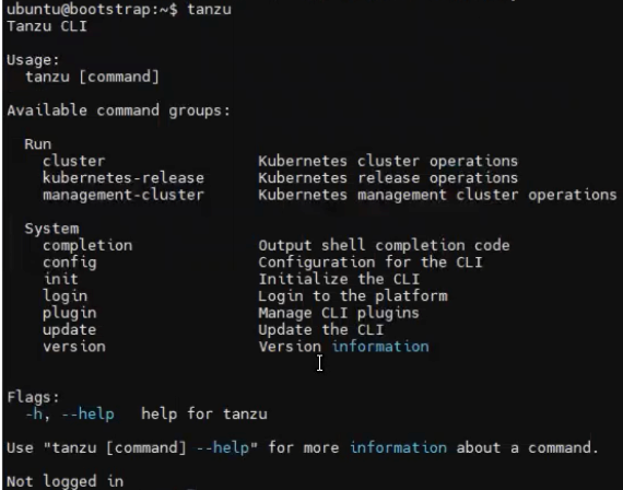 ubuntu@bootstrap:~$ tanzu
Tanzu CLI
Usage:
tanzu [command]
Available command groups:
Run
cluster Kubernetes cluster operations
kubernetes-release Kubernetes release operations
management-cluster Kubernetes management cluster operations
System
completion Output shell completion code
config Configuration for the CLI
init Initialize the CLI
login Login to the platform
plugin Manage CLI plugins
update Update the CLI
version Version information
Flags:
-h, --help help for tanzu
Use "tanzu [command] --help" for more information about a command.
Not logged in